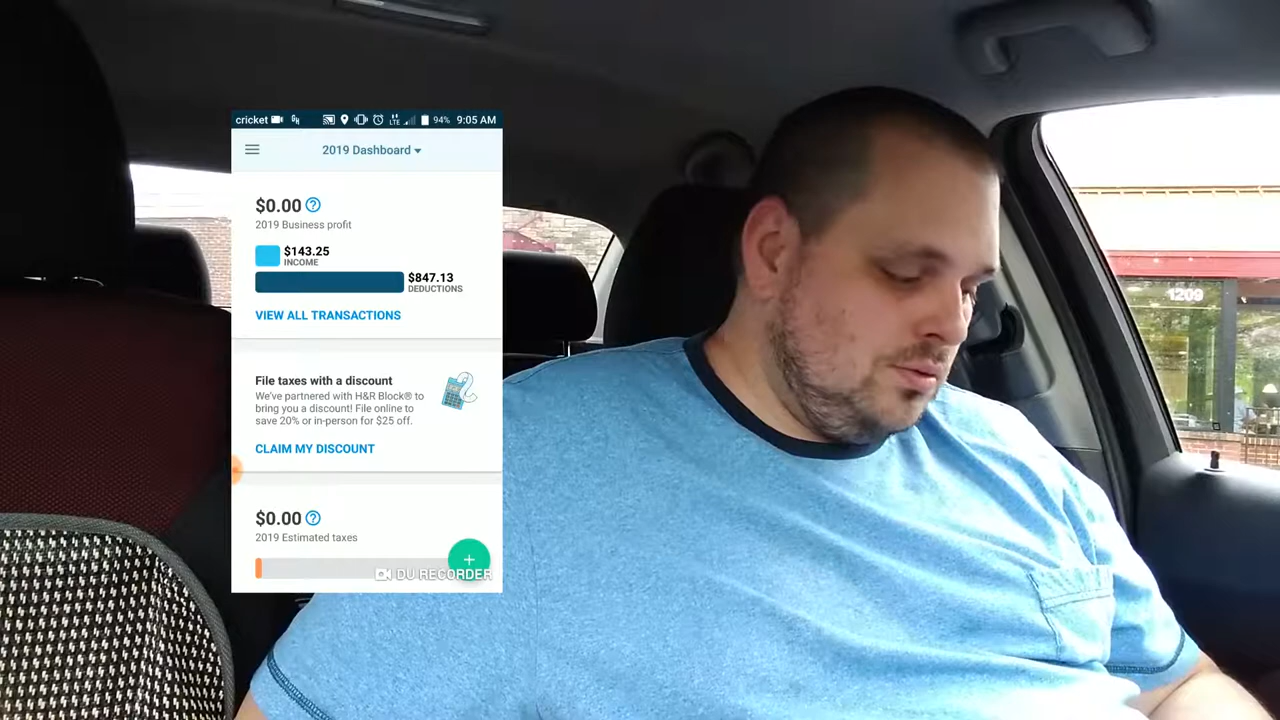 cricket 94% 9:05 AM
LTE
2019 Dashboard
$0.00
2019 Business profit
$143.25
INCOME
$847.13
DEDUCTIONS
VIEW ALL TRANSACTIONS
File taxes with a discount
We've partnered with H&R Block® to
bring you a discount! File online to
save 20% or in-person for $25 off.
CLAIM MY DISCOUNT
$0.00
2019 Estimated taxes
DU RECORDER
1209